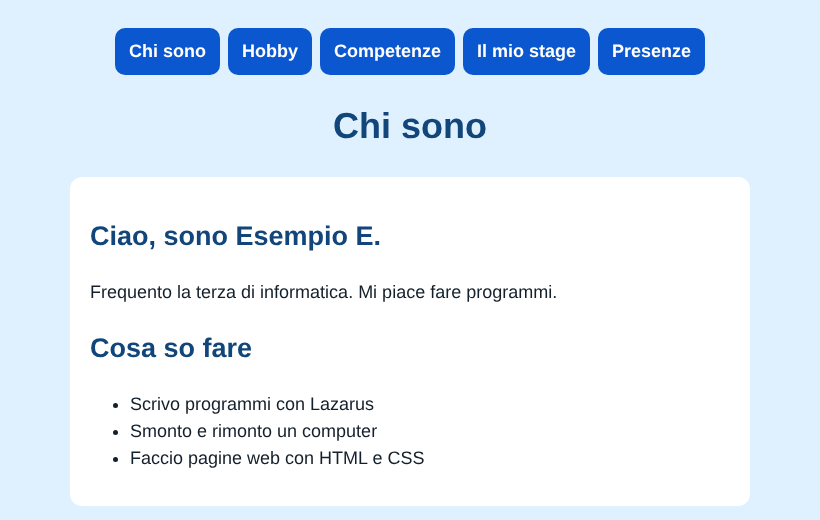 Chi sono Hobby Competenze Il mio stage Presenze
Chi sono
Ciao, sono Esempio E.
Frequento la terza di informatica. Mi piace fare programmi.
Cosa so fare
Scrivo programmi con Lazarus
Smonto e rimonto un computer
Faccio pagine web con HTML e CSS